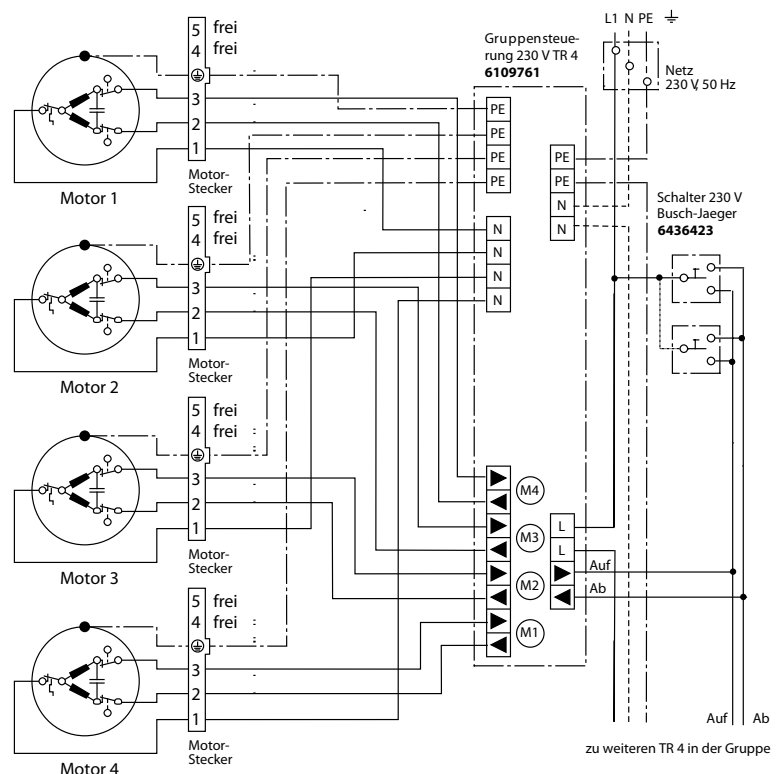 L1 N PE
5 frei
4 frei
3
2
1
Motor-
Stecker
Motor 1
Gruppensteue-
rung 230 V TR 4
6109761
Netz
230 V, 50 Hz
PE
PE
PE
PE
PE
PE
N
N
Schalter 230 V
Busch-Jaeger
6436423
N
N
N
N
5 frei
4 frei
3
2
1
Motor-
Stecker
Motor 2
5 frei
4 frei
3
2
1
Motor-
Stecker
Motor 3
M4
M3
M2
M1
L
L
Auf
Ab
5 frei
4 frei
3
2
1
Motor-
Stecker
Motor 4
Auf Ab
zu weiteren TR 4 in der Gruppe